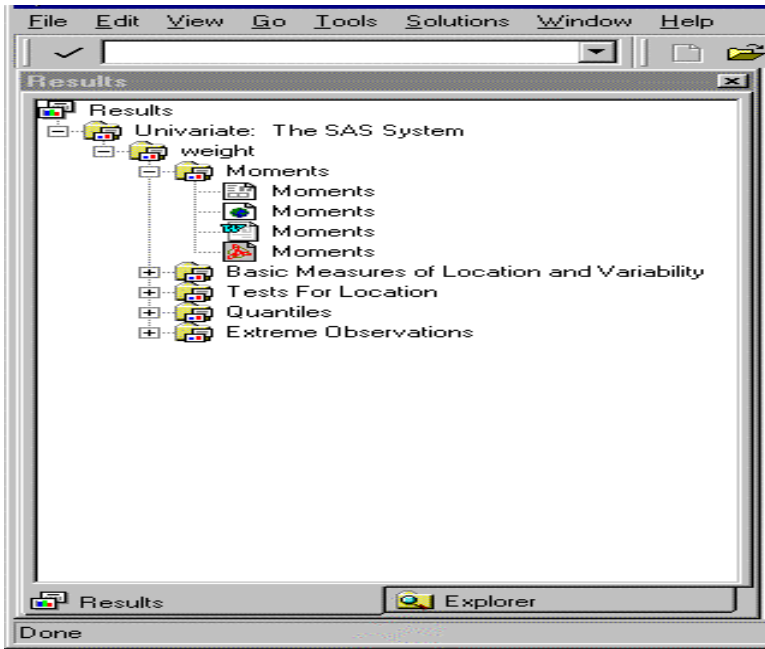 File Edit View Go Tools Solutions Window Help
Results
Results
Univariate: The SAS System
weight
Moments
Moments
Moments
Moments
Moments
Basic Measures of Location and Variability
Tests For Location
Quantiles
Extreme Observations
Results Explorer
Done